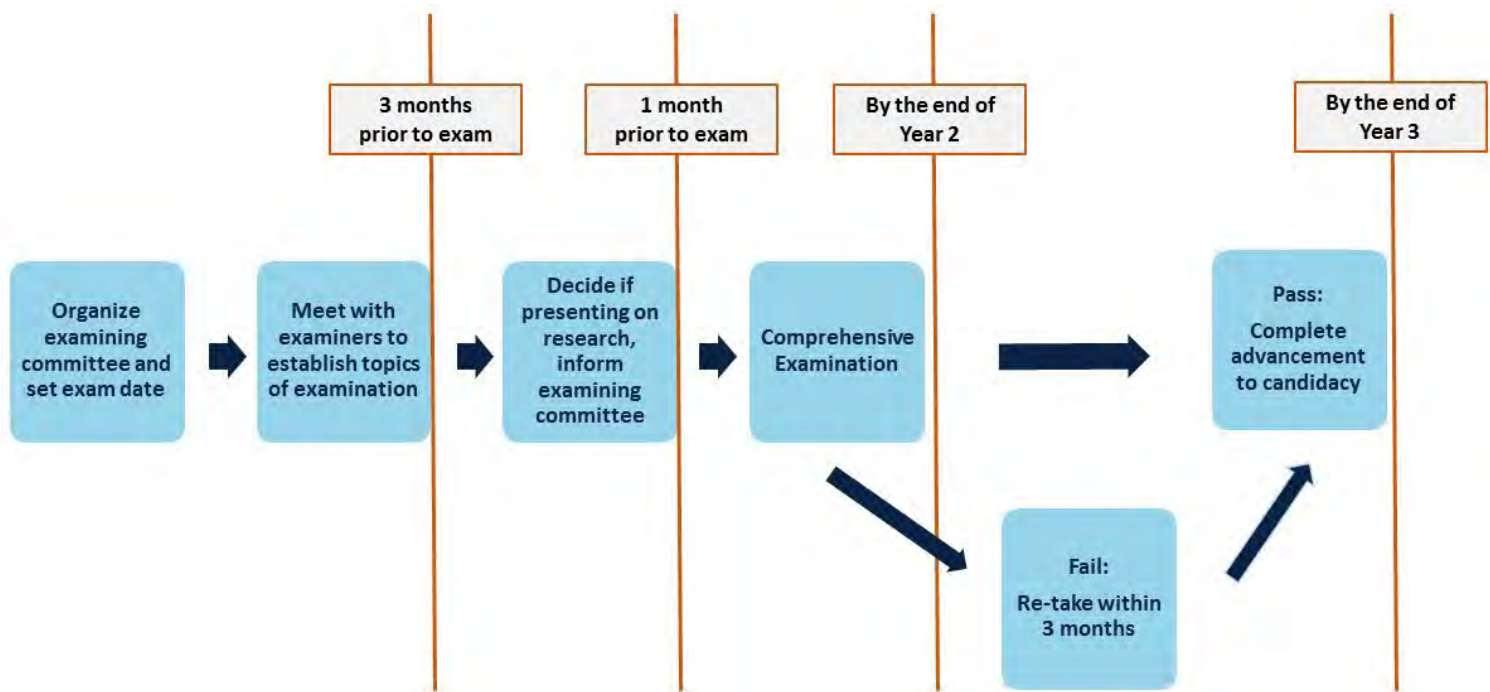 3 months
prior to exam
1 month
prior to exam
By the end of
Year 2
By the end of
Year 3
Organize
examining
committee and
set exam date
Meet with
examiners to
establish topics
of examination
Decide if
presenting on
research,
inform
examining
committee
Comprehensive
Examination
Pass:
Complete
advancement
to candidacy
Fail:
Re-take within
3 months